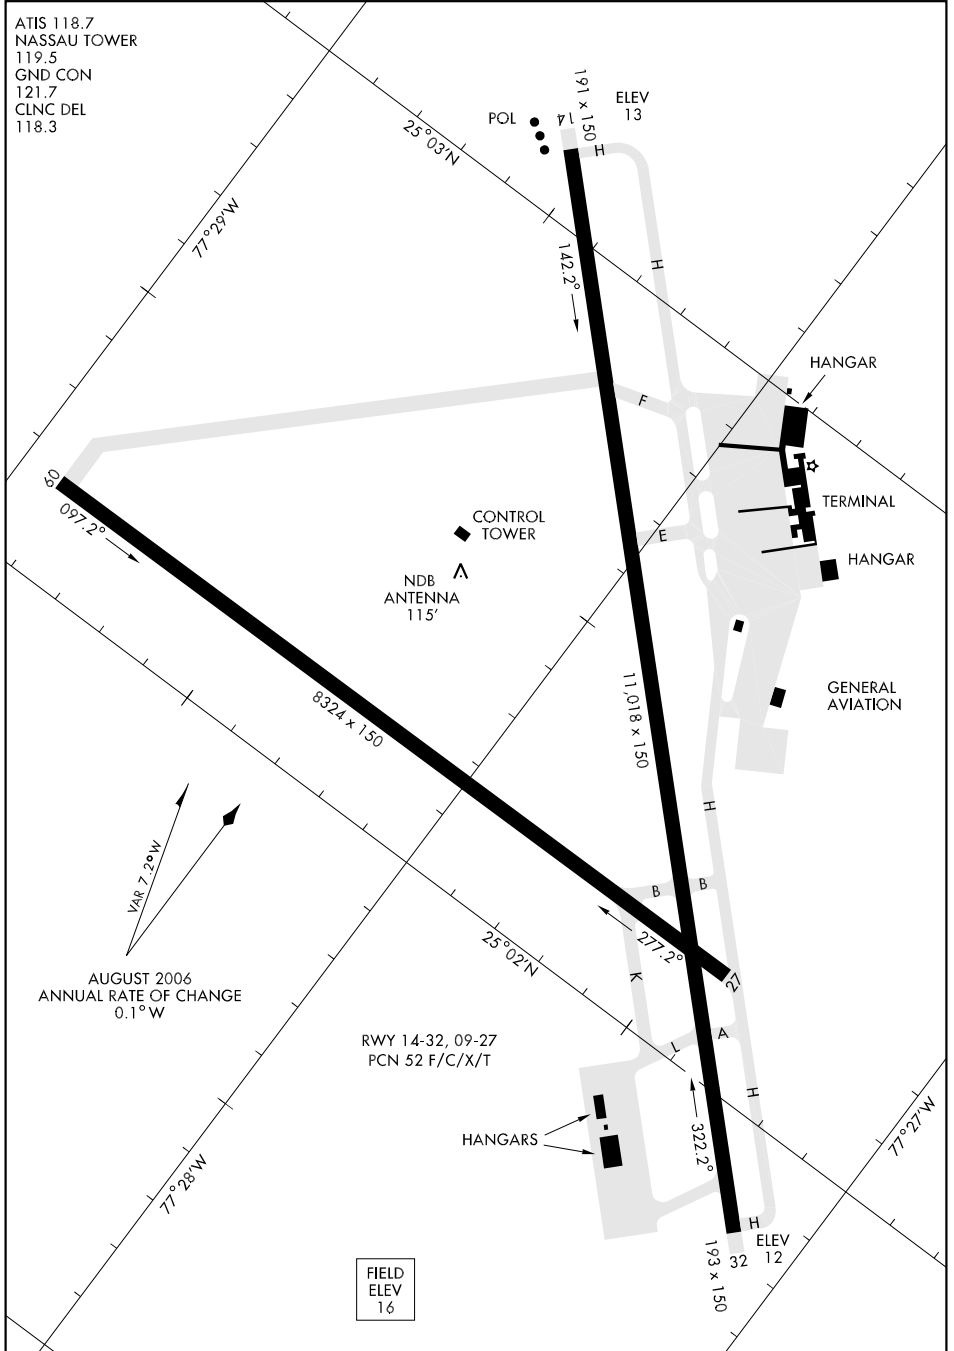 ATIS 118.7
NASSAU TOWER
119.5
GND CON
121.7
CLNC DEL
118.3
POL
14
191 x 150
ELEV
13
H
25°03'N
77°29'W
142.2°
H
HANGAR
F
09
097.2°
CONTROL
TOWER
E
TERMINAL
HANGAR
NDB
ANTENNA
115'
8324 x 150
11,018 x 150
GENERAL
AVIATION
H
VAR 7.2°W
B
B
277.2°
27
25°02'N
K
AUGUST 2006
ANNUAL RATE OF CHANGE
0.1° W
RWY 14-32, 09-27
PCN 52 F/C/X/T
L
A
H
HANGARS
322.2°
77°27'W
77°28'W
H
ELEV
12
32
193 x 150
FIELD
ELEV
16